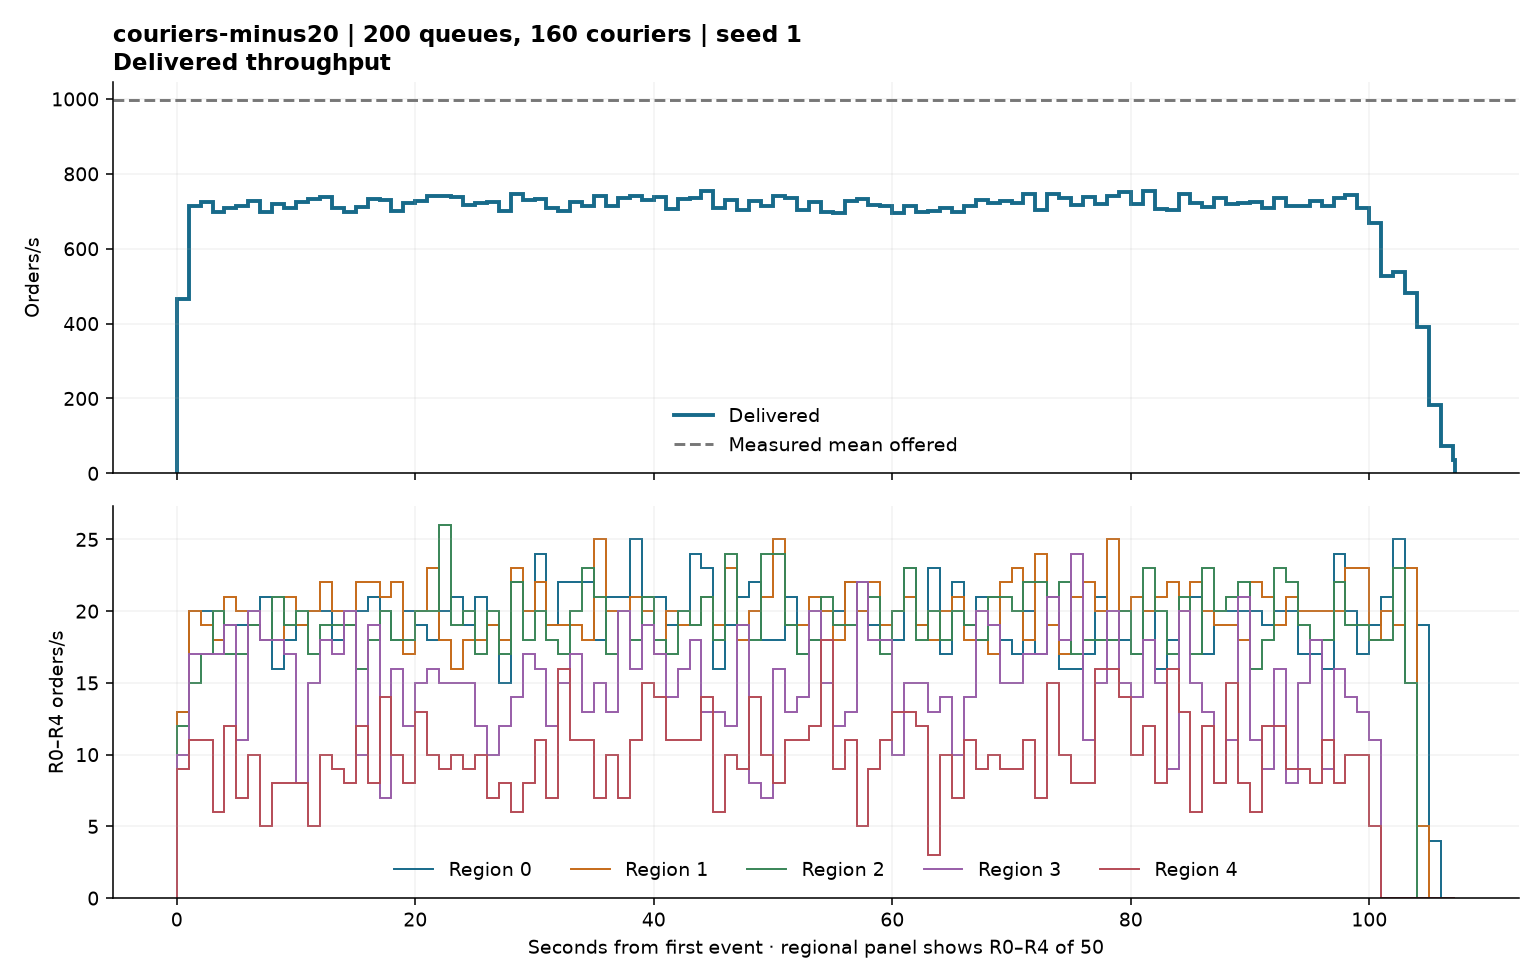 couriers-minus20 | 200 queues, 160 couriers | seed 1
Delivered throughput
1000
800
600
400
200
0
Orders/s
Delivered
Measured mean offered
25
20
15
10
5
0
R0–R4 orders/s
Region 0
Region 1
Region 2
Region 3
Region 4
0
20
40
60
80
100
Seconds from first event · regional panel shows R0–R4 of 50